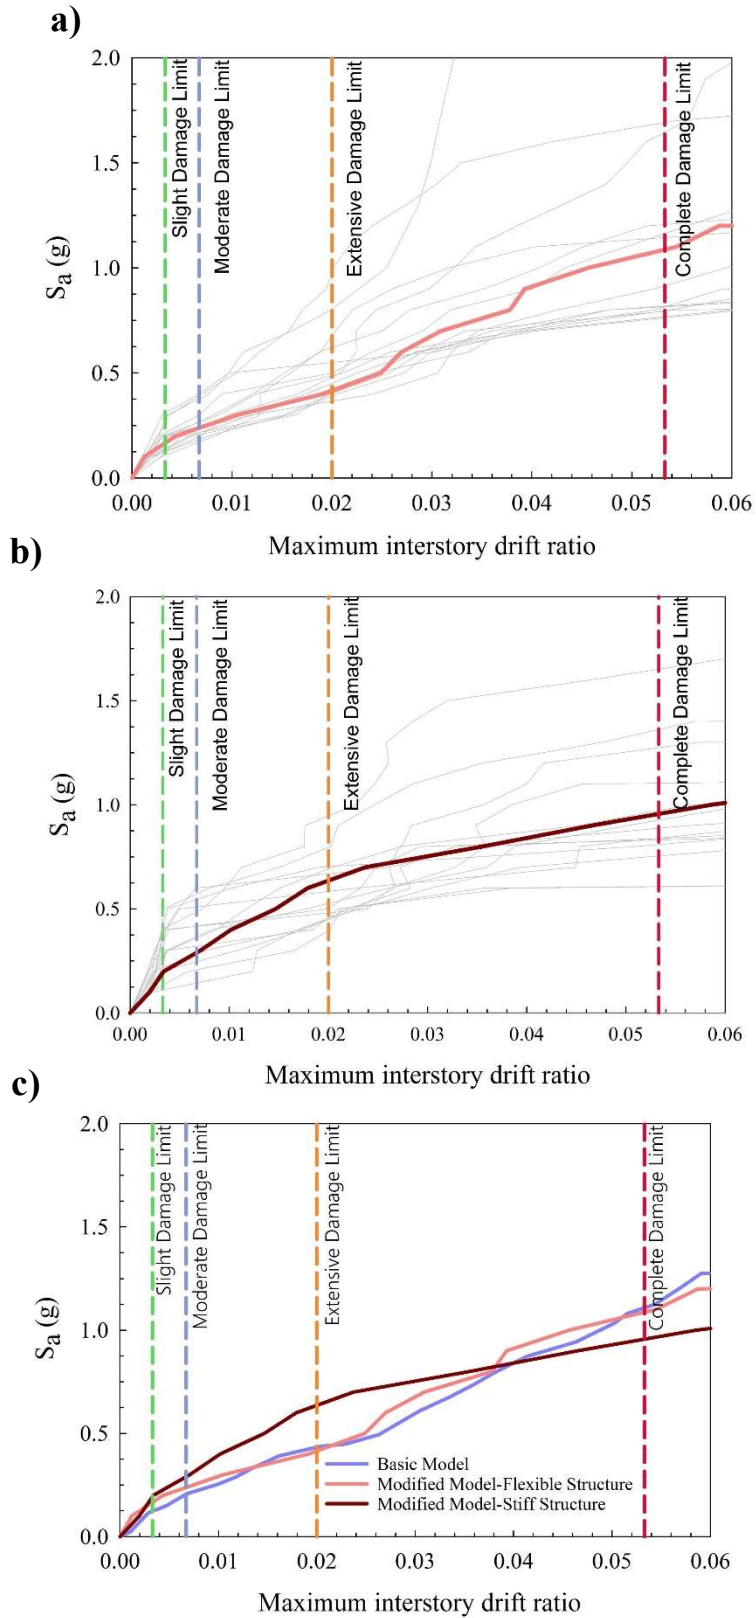 a)
2.0
1.5
1.0
0.5
0.0
Sa (g)
Slight Damage Limit
Moderate Damage Limit
Extensive Damage Limit
Complete Damage Limit
0.00 0.01 0.02 0.03 0.04 0.05 0.06
Maximum interstory drift ratio
b)
2.0
1.5
1.0
0.5
0.0
Sa (g)
Slight Damage Limit
Moderate Damage Limit
Extensive Damage Limit
Complete Damage Limit
0.00 0.01 0.02 0.03 0.04 0.05 0.06
Maximum interstory drift ratio
c)
2.0
1.5
1.0
0.5
0.0
Sa (g)
Slight Damage Limit
Moderate Damage Limit
Extensive Damage Limit
Complete Damage Limit
Basic Model
Modified Model-Flexible Structure
Modified Model-Stiff Structure
0.00 0.01 0.02 0.03 0.04 0.05 0.06
Maximum interstory drift ratio